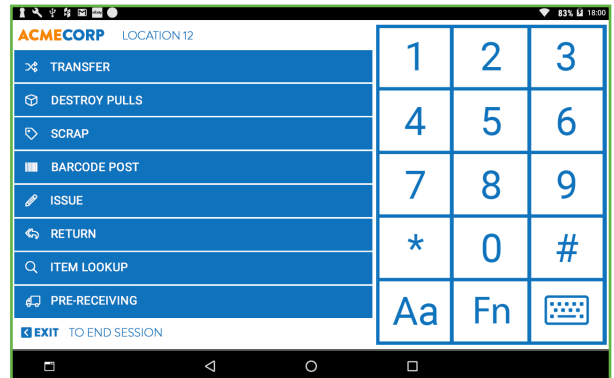 83% 18:00
ACMECORP LOCATION 12
TRANSFER
DESTROY PULLS
SCRAP
BARCODE POST
ISSUE
RETURN
ITEM LOOKUP
PRE-RECEIVING
EXIT TO END SESSION
1 2 3
4 5 6
7 8 9
* 0 #
Aa Fn